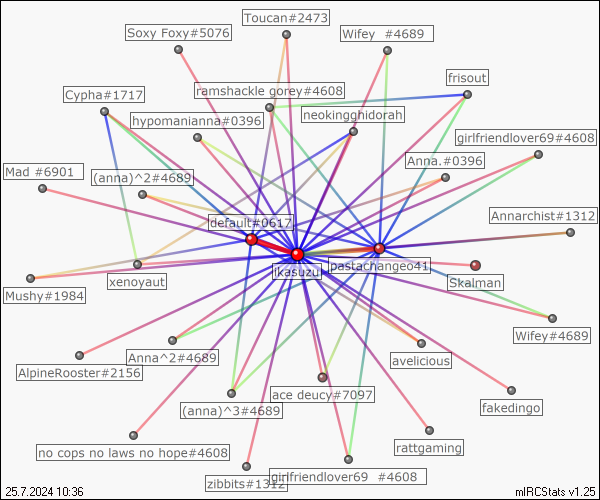 Toucan#2473
Soxy Foxy#5076
Wifey  #4689
frisout
ramshackle gorey#4608
Cypha#1717
neokingghidorah
hypomanianna#0396
girlfriendlover69#4608
Anna.#0396
Mad #6901
(anna)^2#4689
Annarchist#1312
default#0617
pastachangeo41
ikasuzu
xenoyaut
Skalman
Mushy#1984
Wifey#4689
Anna^2#4689
avelicious
AlpineRooster#2156
ace deucy#7097
(anna)^3#4689
fakedingo
rattgaming
no cops no laws no hope#4608
girlfriendlover69  #4608
zibbits#1312
25.7.2024 10:36
mIRCStats v1.25